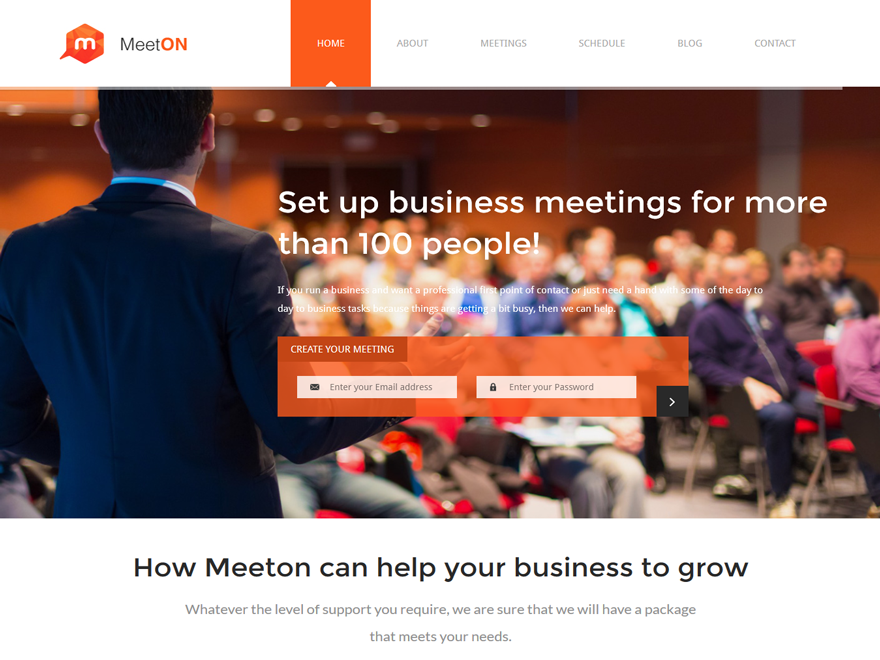 m MeetON
HOME ABOUT MEETINGS SCHEDULE BLOG CONTACT
Set up business meetings for more
than 100 people!
If you run a business and want a professional first point of contact or just need a hand with some of the day to
day to business tasks because things are getting a bit busy, then we can help.
CREATE YOUR MEETING
Enter your Email address Enter your Password
How Meeton can help your business to grow
Whatever the level of support you require, we are sure that we will have a package
that meets your needs.